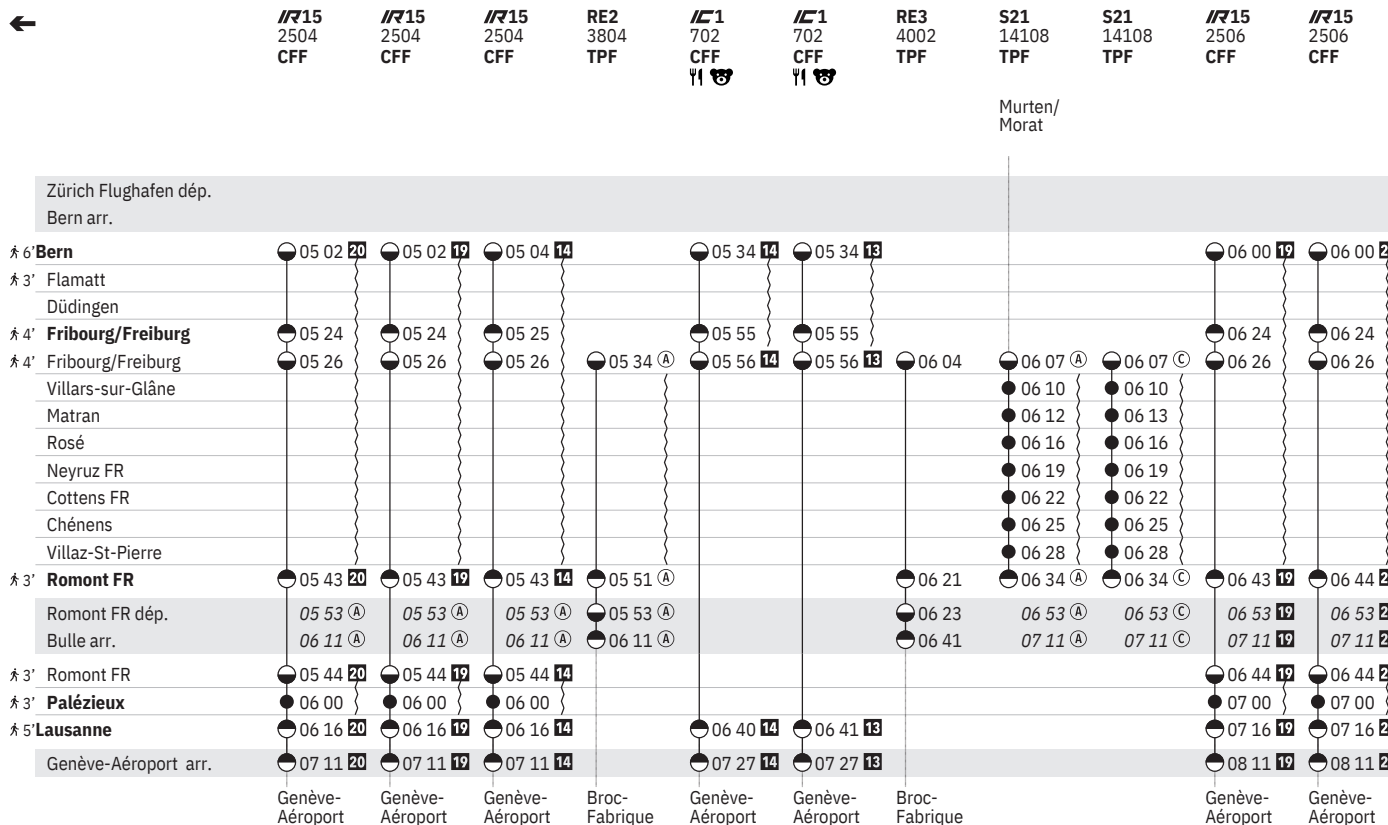 IR15 IR15 IR15 RE2 IC1 IC1 RE3 S21 S21 IR15 IR15
2504 2504 2504 3804 702 702 4002 14108 14108 2506 2506
CFF CFF CFF TPF CFF CFF TPF TPF TPF CFF CFF
Murten/
Morat
Zürich Flughafen dép.
Bern arr.
6' Bern 05 02 20 05 02 19 05 04 14 05 34 14 05 34 13 06 00 19 06 00
3' Flamatt
Düdingen
4' Fribourg/Freiburg 05 24 05 24 05 25 05 55 05 55 06 24 06 24
4' Fribourg/Freiburg 05 26 05 26 05 26 05 34 A 05 56 14 05 56 13 06 04 06 07 A 06 07 C 06 26 06 26
Villars-sur-Glâne 06 10 06 10
Matran 06 12 06 13
Rosé 06 16 06 16
Neyruz FR 06 19 06 19
Cottens FR 06 22 06 22
Chénens 06 25 06 25
Villaz-St-Pierre 06 28 06 28
3' Romont FR 05 43 20 05 43 19 05 43 14 05 51 A 06 21 06 34 A 06 34 C 06 43 19 06 44
Romont FR dép. 05 53 A 05 53 A 05 53 A 05 53 A 06 23 06 53 A 06 53 C 06 53 19 06 53
Bulle arr. 06 11 A 06 11 A 06 11 A 06 11 A 06 41 07 11 A 07 11 C 07 11 19 07 11
3' Romont FR 05 44 20 05 44 19 05 44 14 06 44 19 06 44
3' Palézieux 06 00 06 00 06 00 07 00 07 00
5' Lausanne 06 16 20 06 16 19 06 16 14 06 40 14 06 41 13 07 16 19 07 16
Genève-Aéroport arr. 07 11 20 07 11 19 07 11 14 07 27 14 07 27 13 08 11 19 08 11
Genève- Genève- Genève- Broc- Genève- Genève- Broc- Genève- Genève-
Aéroport Aéroport Aéroport Fabrique Aéroport Aéroport Fabrique Aéroport Aéroport